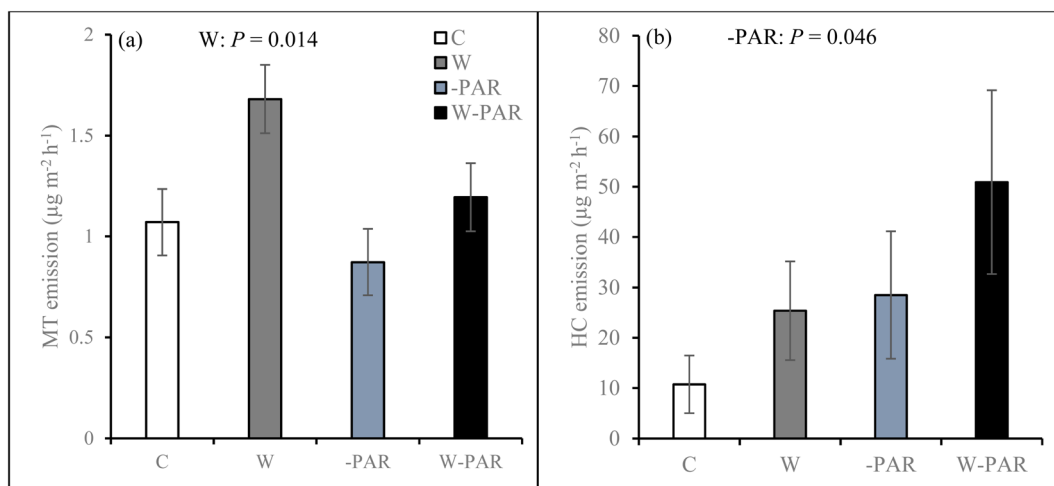 (a)
W: P = 0.014
C
W
-PAR
W-PAR
MT emission (µg m⁻² h⁻¹)
2
1.5
1
0.5
0
C W -PAR W-PAR
(b)
-PAR: P = 0.046
HC emission (µg m⁻² h⁻¹)
80
70
60
50
40
30
20
10
0
C W -PAR W-PAR